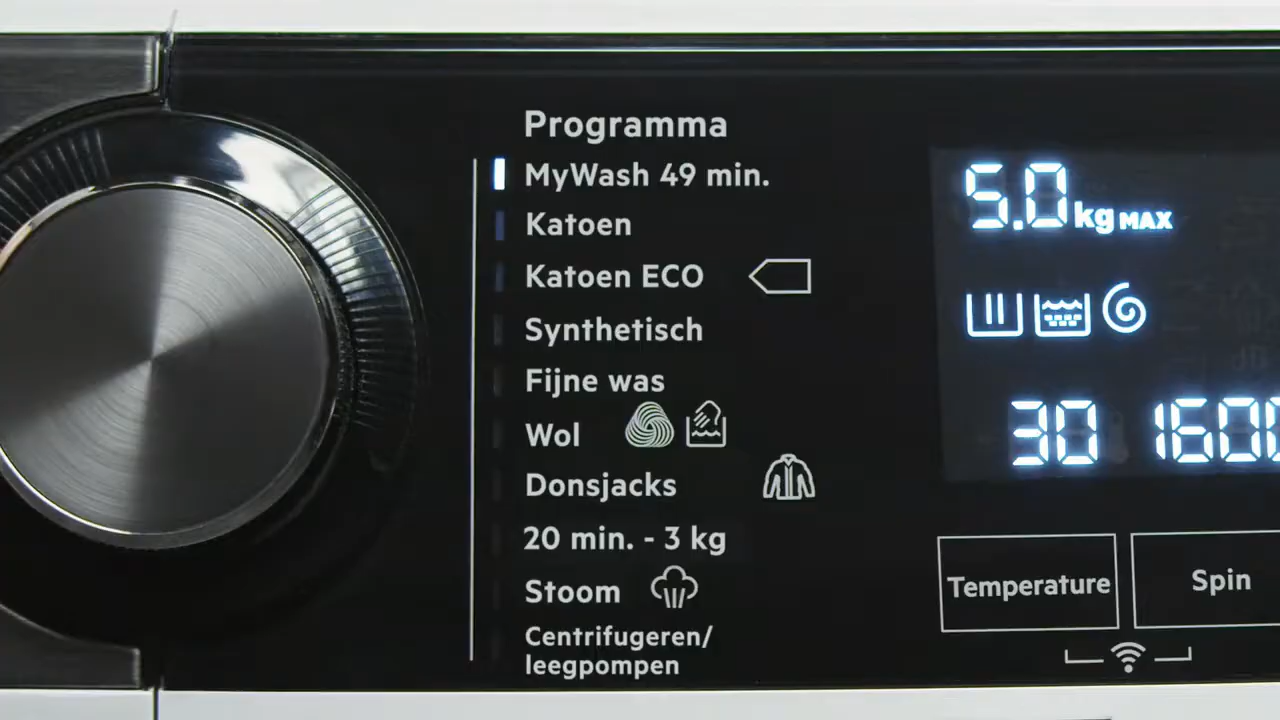 Programma
MyWash 49 min.
Katoen
Katoen ECO
Synthetisch
Fijne was
Wol
Donsjacks
20 min. - 3 kg
Stoom
Centrifugeren/
leegpompen
5.0 kg MAX
30 1600
Temperature
Spin